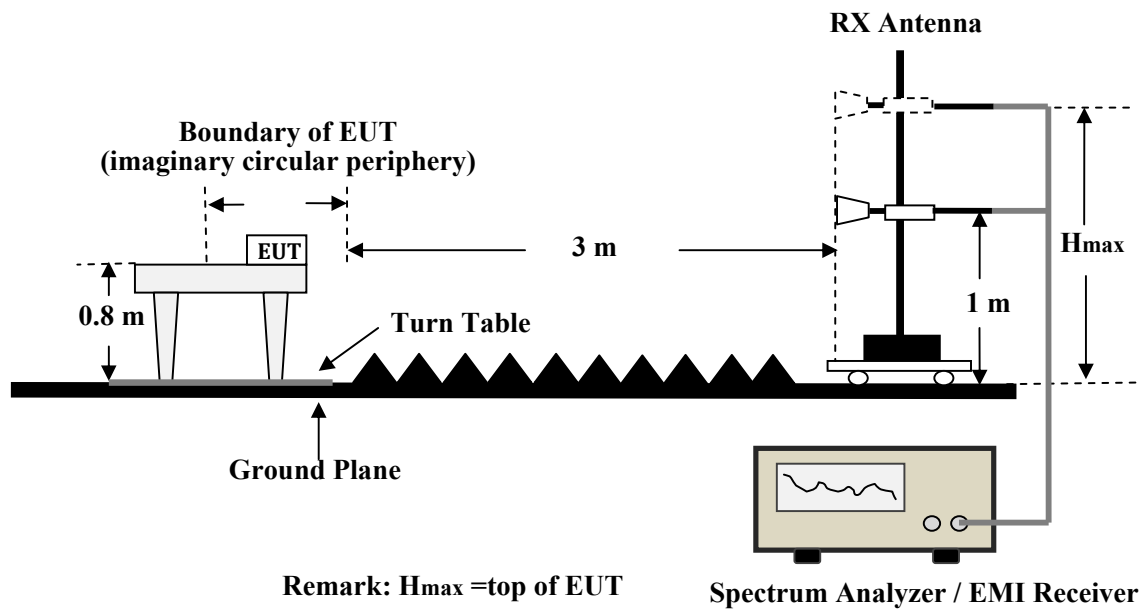 RX Antenna
Boundary of EUT
(imaginary circular periphery)
EUT
3 m
Hmax
0.8 m
1 m
Turn Table
Ground Plane
Remark: Hmax =top of EUT
Spectrum Analyzer / EMI Receiver